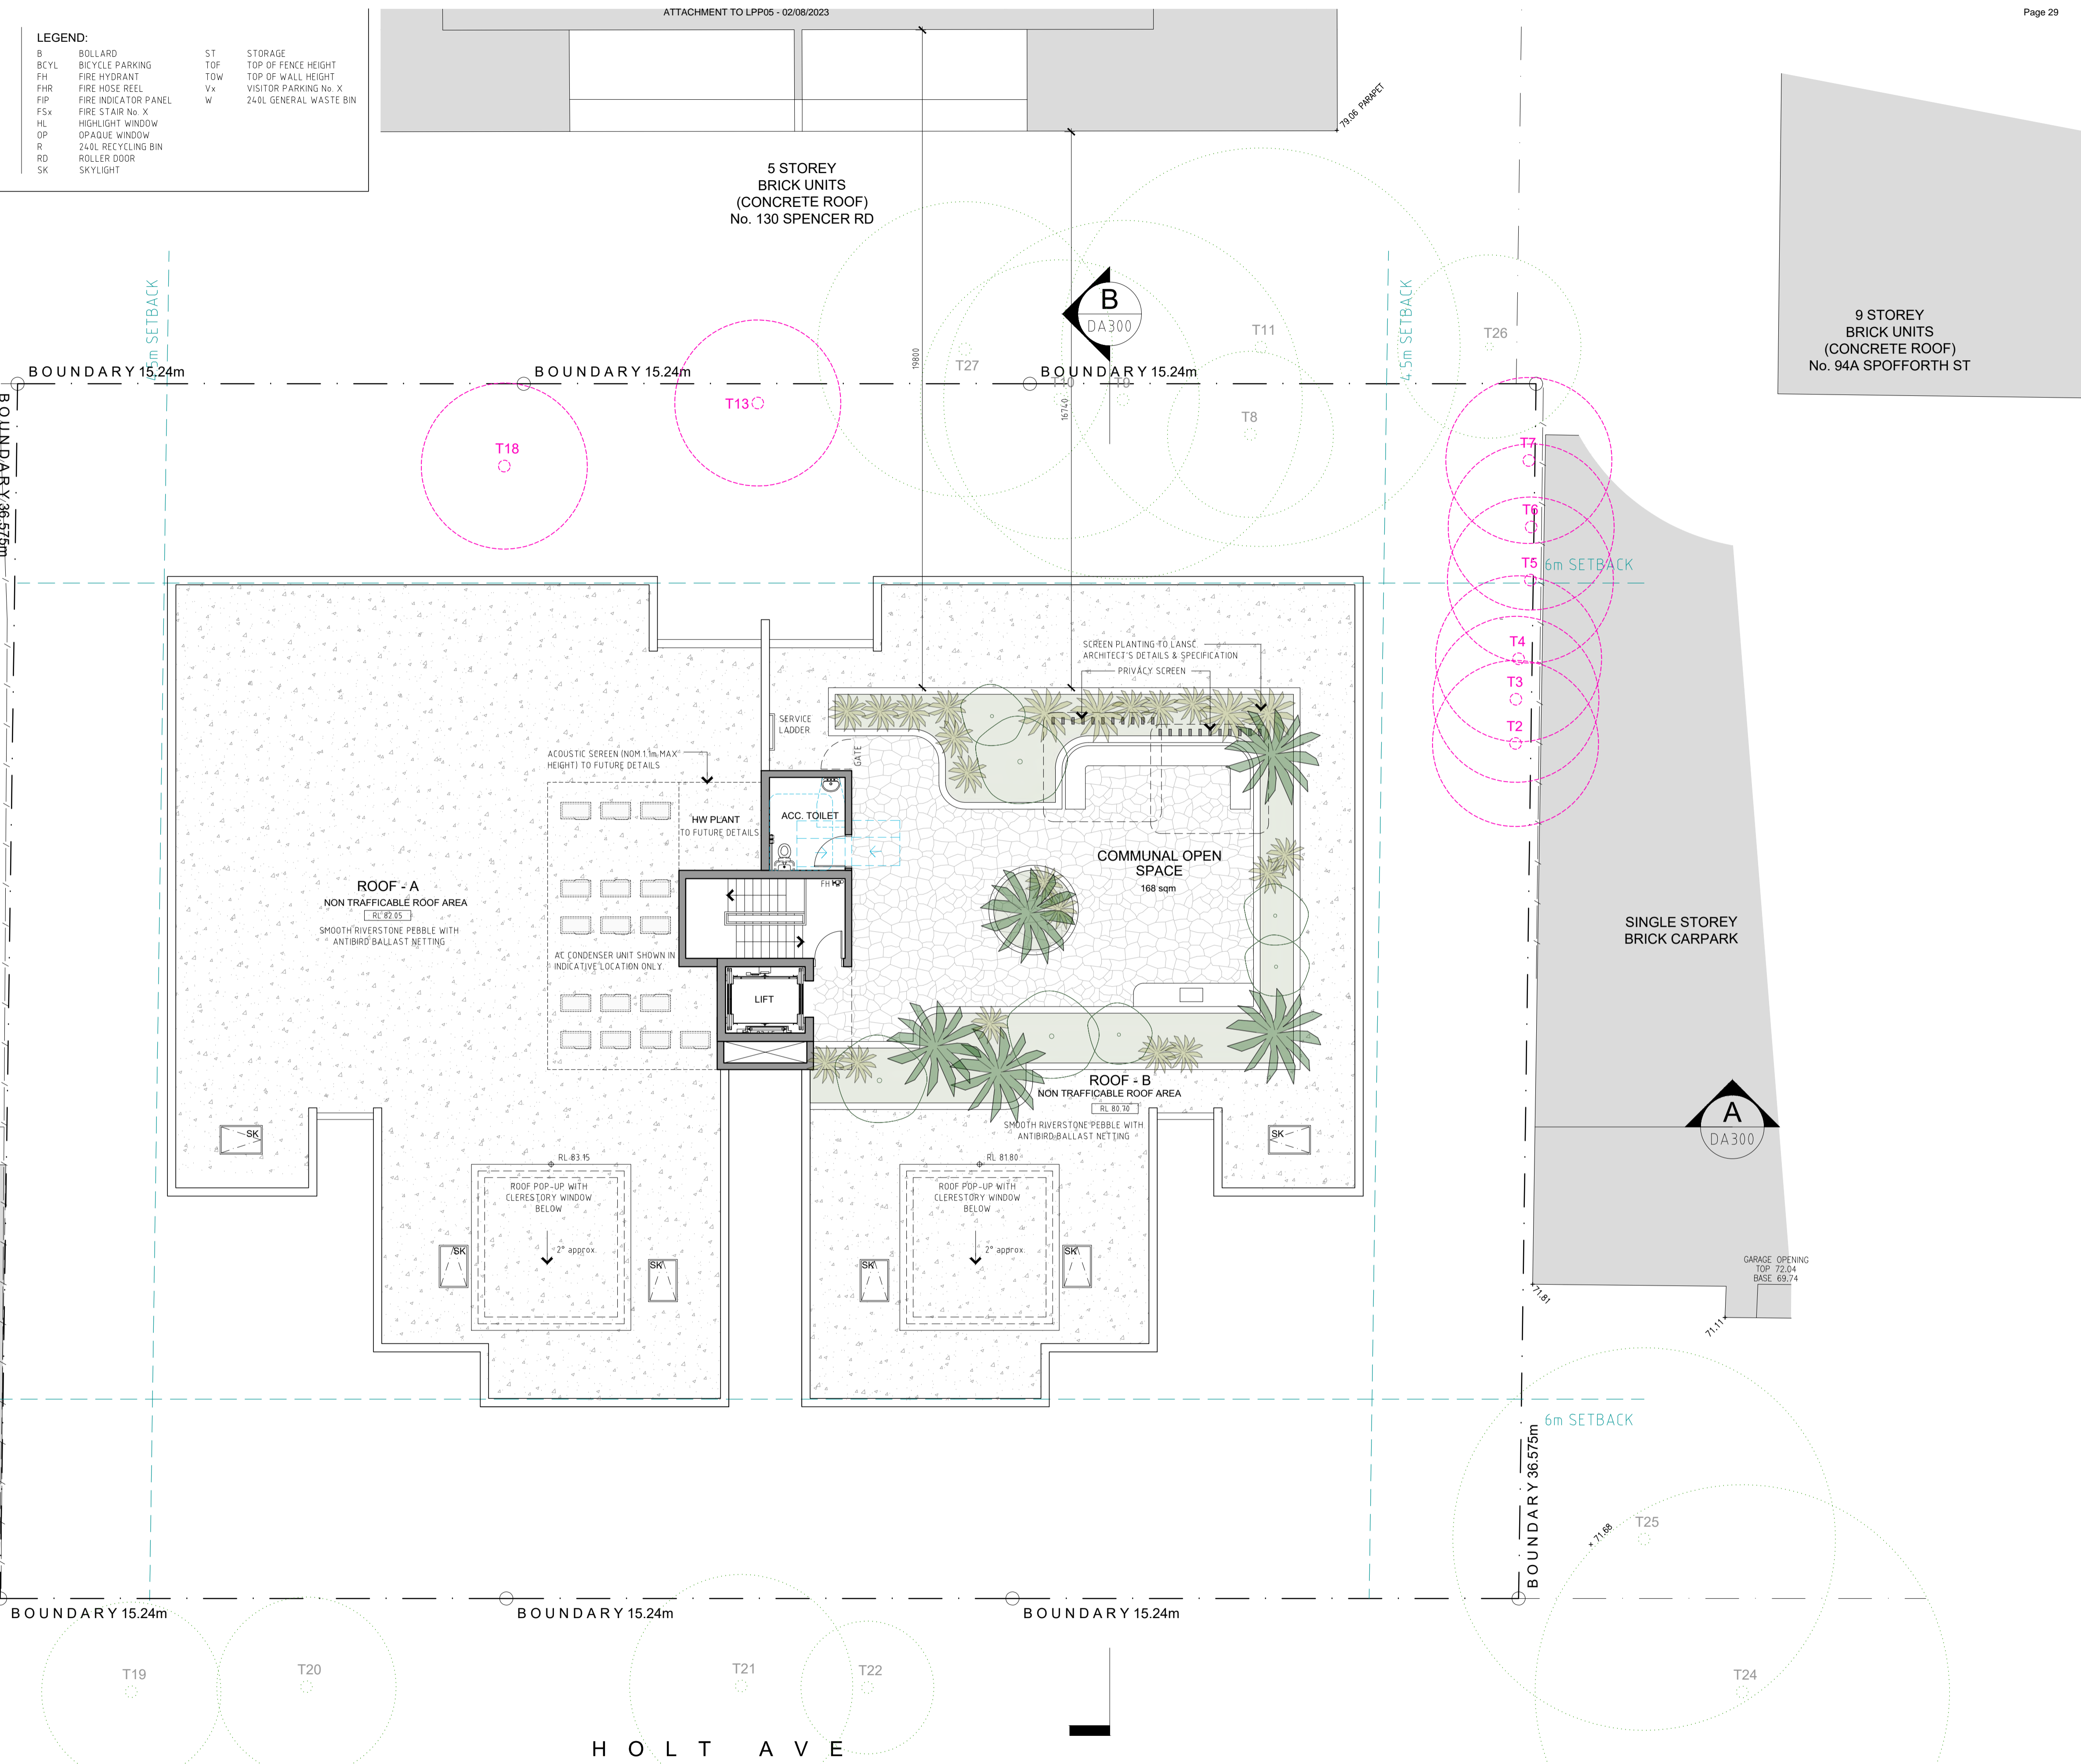 ATTACHMENT TO LPP05 - 02/08/2023
Page 29
LEGEND:
B BOLLARD
BCYL BICYCLE PARKING
FH FIRE HYDRANT
FHR FIRE HOSE REEL
FIP FIRE INDICATOR PANEL
FSx FIRE STAIR No. X
HL HIGHLIGHT WINDOW
OP OPAQUE WINDOW
R 240L RECYCLING BIN
RD ROLLER DOOR
SK SKYLIGHT
ST STORAGE
TOF TOP OF FENCE HEIGHT
TOW TOP OF WALL HEIGHT
Vx VISITOR PARKING No. X
W 240L GENERAL WASTE BIN
79.06 PARAPET
5 STOREY
BRICK UNITS
(CONCRETE ROOF)
No. 130 SPENCER RD
9 STOREY
BRICK UNITS
(CONCRETE ROOF)
No. 94A SPOFFORTH ST
4.5m SETBACK
4.5m SETBACK
B
DA300
T11
T26
T27
T10
T9
T8
19800
16740
BOUNDARY 15.24m
BOUNDARY 15.24m
BOUNDARY 15.24m
BOUNDARY 36.575m
T13
T18
T7
T6
T5
T4
T3
T2
6m SETBACK
SCREEN PLANTING TO LANSC.
ARCHITECT'S DETAILS & SPECIFICATION
PRIVACY SCREEN
SERVICE
LADDER
GATE
ACOUSTIC SCREEN (NOM 1.1m MAX
HEIGHT) TO FUTURE DETAILS
HW PLANT
TO FUTURE DETAILS
ACC. TOILET
FH
COMMUNAL OPEN
SPACE
168 sqm
ROOF - A
NON TRAFFICABLE ROOF AREA
RL 82.05
SMOOTH RIVERSTONE PEBBLE WITH
ANTIBIRD BALLAST NETTING
AC CONDENSER UNIT SHOWN IN
INDICATIVE LOCATION ONLY.
LIFT
SINGLE STOREY
BRICK CARPARK
ROOF - B
NON TRAFFICABLE ROOF AREA
RL 80.70
SMOOTH RIVERSTONE PEBBLE WITH
ANTIBIRD BALLAST NETTING
A
DA300
SK
SK
RL 83.15
RL 81.80
ROOF POP-UP WITH
CLERESTORY WINDOW
BELOW
ROOF POP-UP WITH
CLERESTORY WINDOW
BELOW
2° approx.
2° approx.
SK
SK
SK
SK
GARAGE OPENING
TOP 72.04
BASE 69.74
71.81
71.11
6m SETBACK
BOUNDARY 36.575m
71.68
T25
T24
BOUNDARY 15.24m
BOUNDARY 15.24m
BOUNDARY 15.24m
T19
T20
T21
T22
HOLT AVE